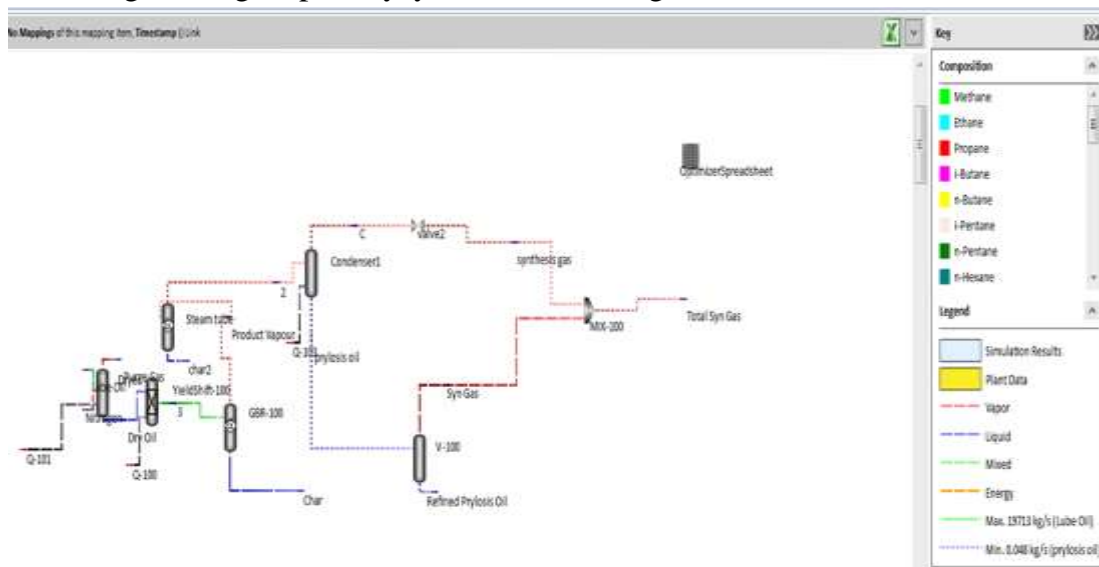 No Mappings of this mapping item, Timestamp () Link
Key
Composition
Methane
Ethane
Propane
i-Butane
n-Butane
i-Pentane
n-Pentane
n-Hexane
Legend
Simulation Results
Plant Data
Vapor
Liquid
Mixed
Energy
Max. 19713 kg/s (Lube Oil)
Min. 0.048 kg/s (prylosis oil)
OptimizerSpreadsheet
C
Valve2
Condenser1
synthesis gas
2
Steam tube
Product Vapour
MIX-100
Total Syn Gas
prylosis oil
char2
YieldShift-100
3
GBR-100
Syn Gas
Dry Oil
V-100
Q-101
Q-100
Char
Refined Prylosis Oil